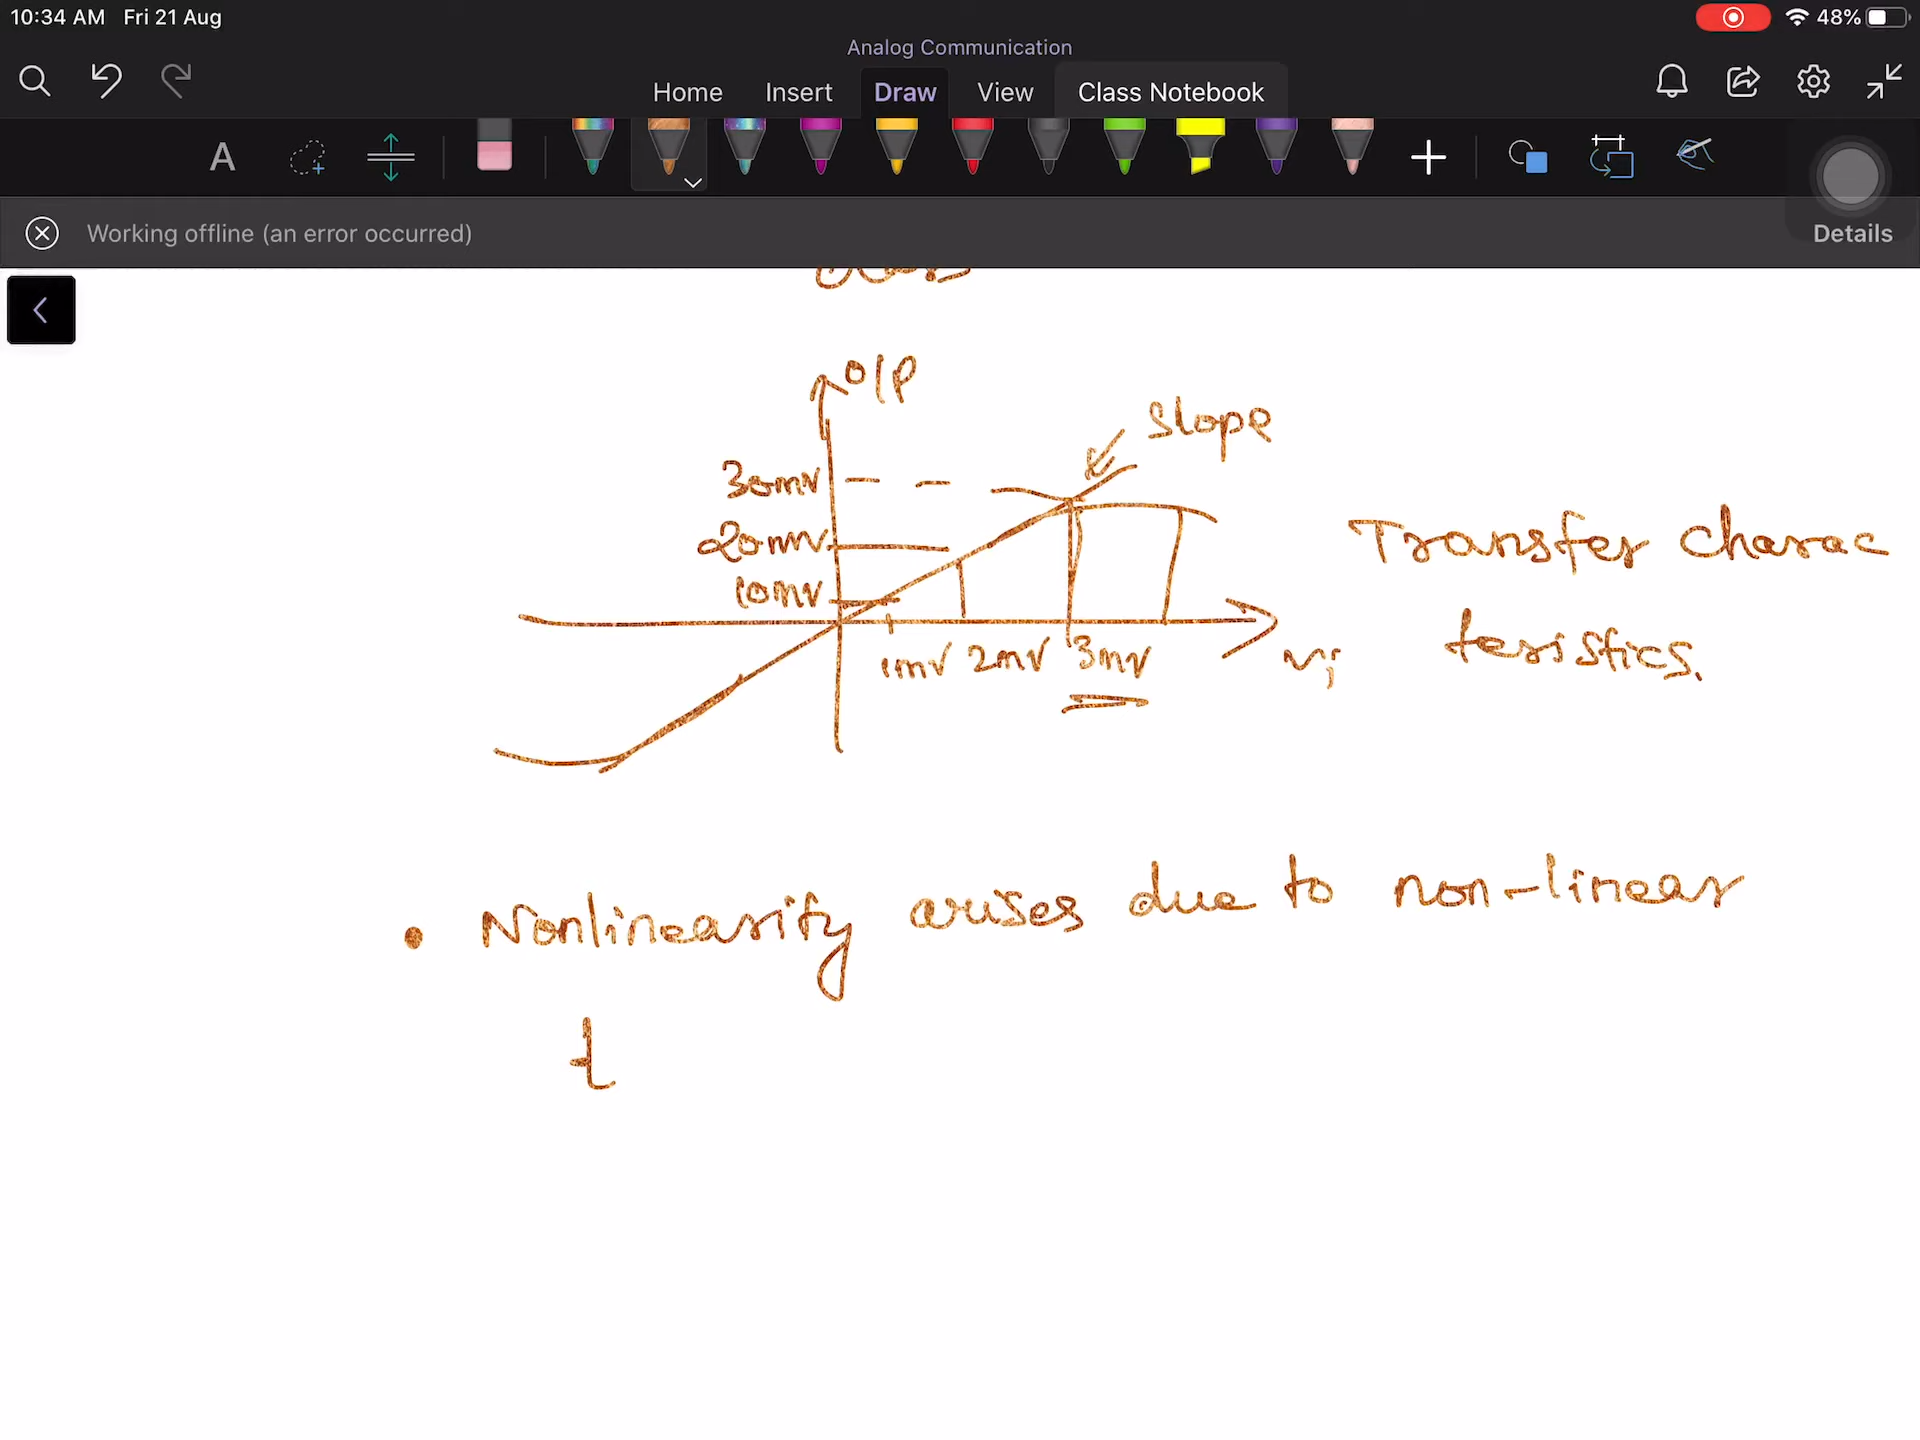 10:34 AM Fri 21 Aug
48%
Analog Communication
Home Insert Draw View Class Notebook
A
Working offline (an error occurred)
Details
O/P
slope
30mV
20mV
10mV
Transfer charac
teristics.
1mV 2mV 3mV
Vi
• Nonlinearity arises due to non-linear
t